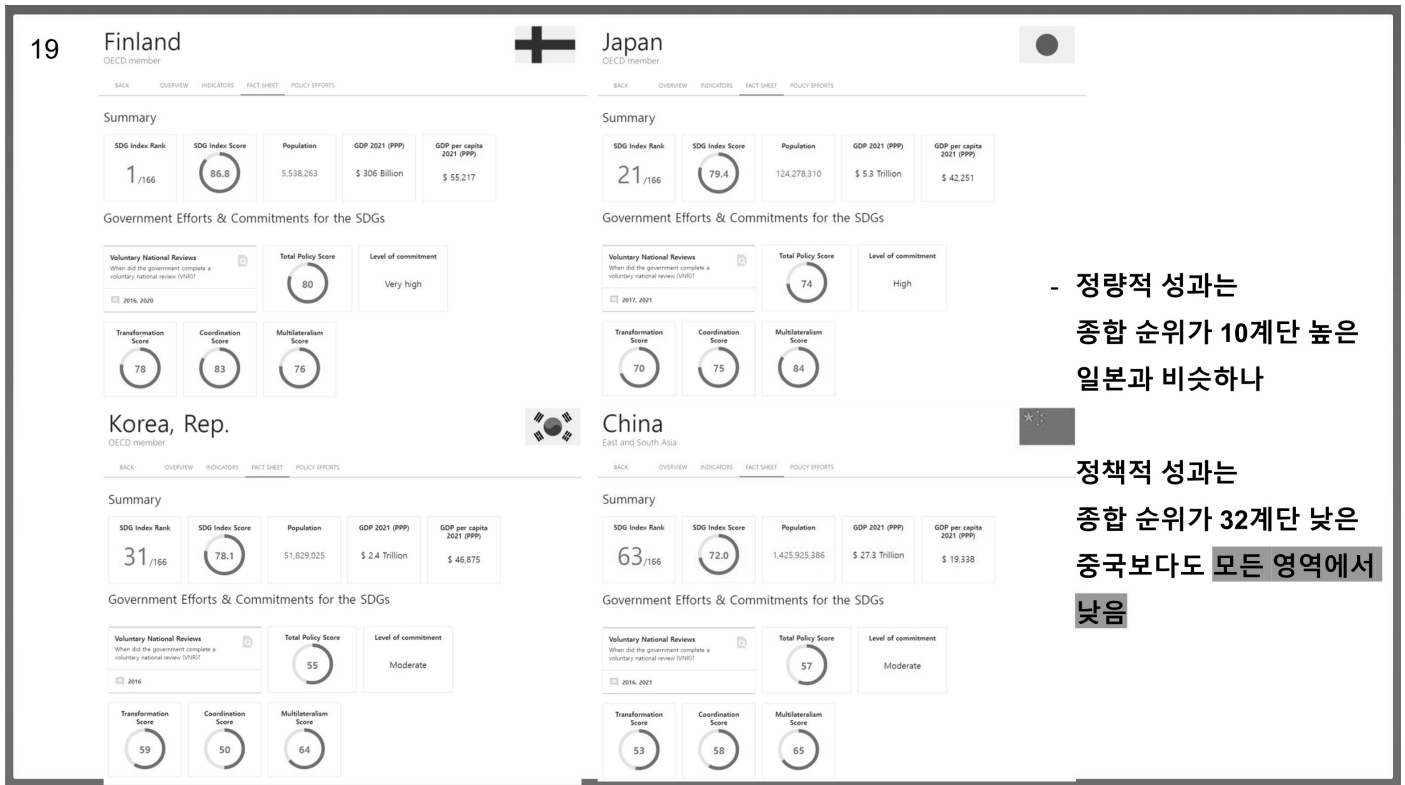 19
Finland
OECD member
BACK OVERVIEW INDICATORS FACT SHEET POLICY EFFORTS
Summary
SDG Index Rank
1/166
SDG Index Score
86.8
Population
5,538,263
GDP 2021 (PPP)
$ 306 Billion
GDP per capita
2021 (PPP)
$ 55,217
Government Efforts & Commitments for the SDGs
Voluntary National Reviews
When did the government complete a
voluntary national review (VNR)?
2016, 2020
Total Policy Score
80
Level of commitment
Very high
Transformation
Score
78
Coordination
Score
83
Multilateralism
Score
76
Japan
OECD member
BACK OVERVIEW INDICATORS FACT SHEET POLICY EFFORTS
Summary
SDG Index Rank
21/166
SDG Index Score
79.4
Population
124,278,310
GDP 2021 (PPP)
$ 5.3 Trillion
GDP per capita
2021 (PPP)
$ 42,251
Government Efforts & Commitments for the SDGs
Voluntary National Reviews
When did the government complete a
voluntary national review (VNR)?
2017, 2021
Total Policy Score
74
Level of commitment
High
Transformation
Score
70
Coordination
Score
75
Multilateralism
Score
84
Korea, Rep.
OECD member
BACK OVERVIEW INDICATORS FACT SHEET POLICY EFFORTS
Summary
SDG Index Rank
31/166
SDG Index Score
78.1
Population
51,829,025
GDP 2021 (PPP)
$ 2.4 Trillion
GDP per capita
2021 (PPP)
$ 46,875
Government Efforts & Commitments for the SDGs
Voluntary National Reviews
When did the government complete a
voluntary national review (VNR)?
2016
Total Policy Score
55
Level of commitment
Moderate
Transformation
Score
59
Coordination
Score
50
Multilateralism
Score
64
China
East and South Asia
BACK OVERVIEW INDICATORS FACT SHEET POLICY EFFORTS
Summary
SDG Index Rank
63/166
SDG Index Score
72.0
Population
1,425,925,386
GDP 2021 (PPP)
$ 27.3 Trillion
GDP per capita
2021 (PPP)
$ 19,338
Government Efforts & Commitments for the SDGs
Voluntary National Reviews
When did the government complete a
voluntary national review (VNR)?
2016, 2021
Total Policy Score
57
Level of commitment
Moderate
Transformation
Score
53
Coordination
Score
58
Multilateralism
Score
65
- 정량적 성과는
종합 순위가 10계단 높은
일본과 비슷하나
정책적 성과는
종합 순위가 32계단 낮은
중국보다도 모든 영역에서
낮음